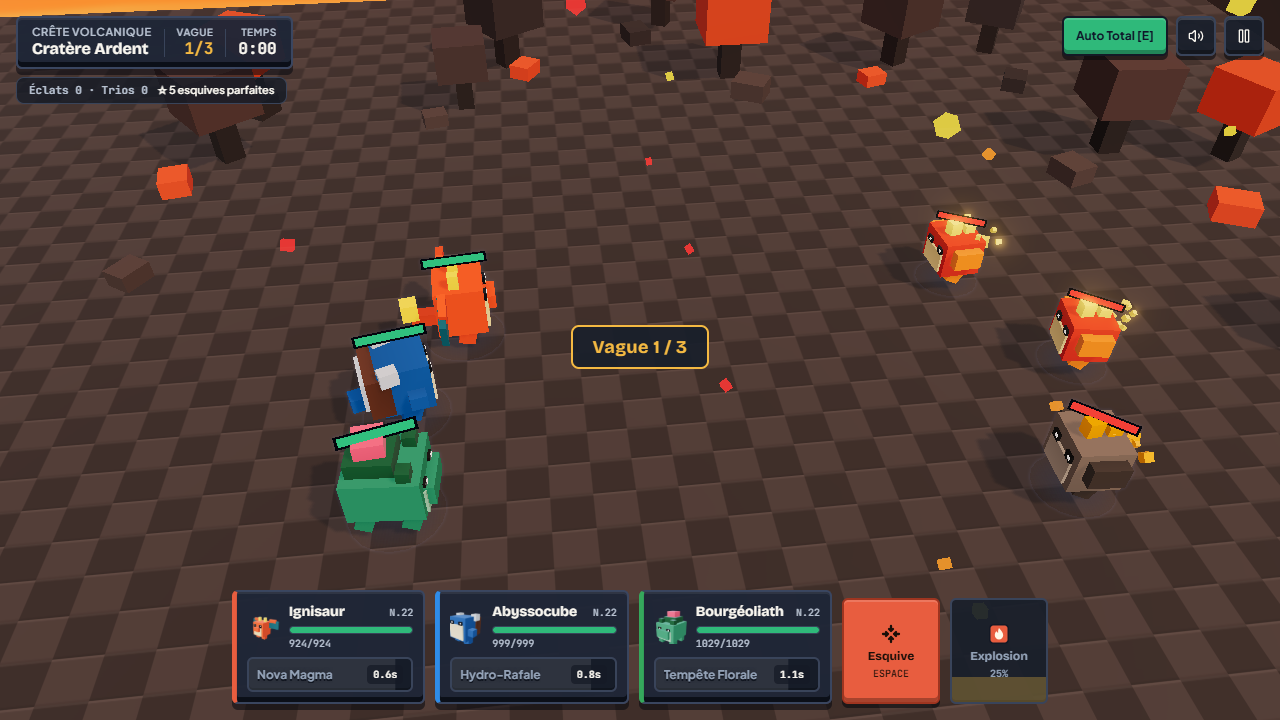 CRÊTE VOLCANIQUE
Cratère Ardent
VAGUE
1/3
TEMPS
0:00
Éclats 0 · Trios 0 ★ 5 esquives parfaites
Auto Total [E]
Vague 1 / 3
Ignisaur N.22
924/924
Nova Magma 0.6s
Abyssocube N.22
999/999
Hydro-Rafale 0.8s
Bourgéoliath N.22
1029/1029
Tempête Florale 1.1s
Esquive
ESPACE
Explosion
25%